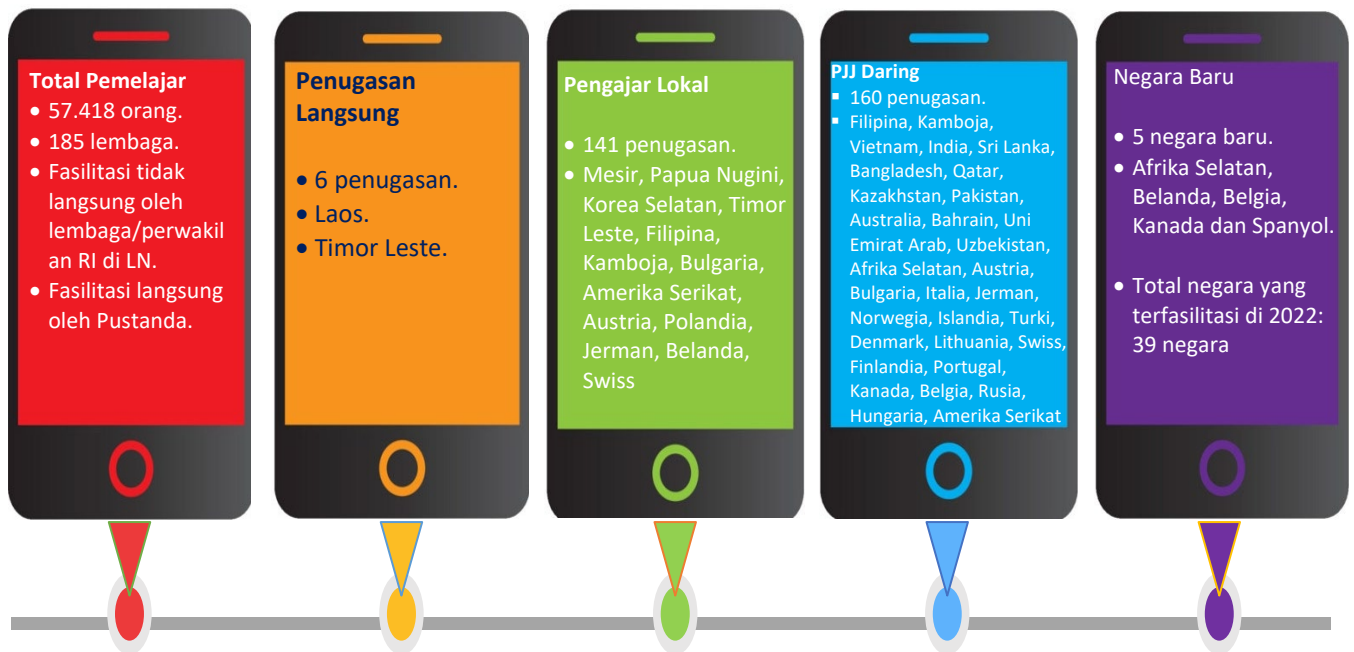 Total Pemelajar
• 57.418 orang.
• 185 lembaga.
• Fasilitasi tidak
langsung oleh
lembaga/perwakil
an RI di LN.
• Fasilitasi langsung
oleh Pustanda.
Penugasan
Langsung
• 6 penugasan.
• Laos.
• Timor Leste.
Pengajar Lokal
• 141 penugasan.
• Mesir, Papua Nugini,
Korea Selatan, Timor
Leste, Filipina,
Kamboja, Bulgaria,
Amerika Serikat,
Austria, Polandia,
Jerman, Belanda,
Swiss
PJJ Daring
▪ 160 penugasan.
▪ Filipina, Kamboja,
Vietnam, India, Sri Lanka,
Bangladesh, Qatar,
Kazakhstan, Pakistan,
Australia, Bahrain, Uni
Emirat Arab, Uzbekistan,
Afrika Selatan, Austria,
Bulgaria, Italia, Jerman,
Norwegia, Islandia, Turki,
Denmark, Lithuania, Swiss,
Finlandia, Portugal,
Kanada, Belgia, Rusia,
Hungaria, Amerika Serikat
Negara Baru
• 5 negara baru.
• Afrika Selatan,
Belanda, Belgia,
Kanada dan Spanyol.
• Total negara yang
terfasilitasi di 2022:
39 negara